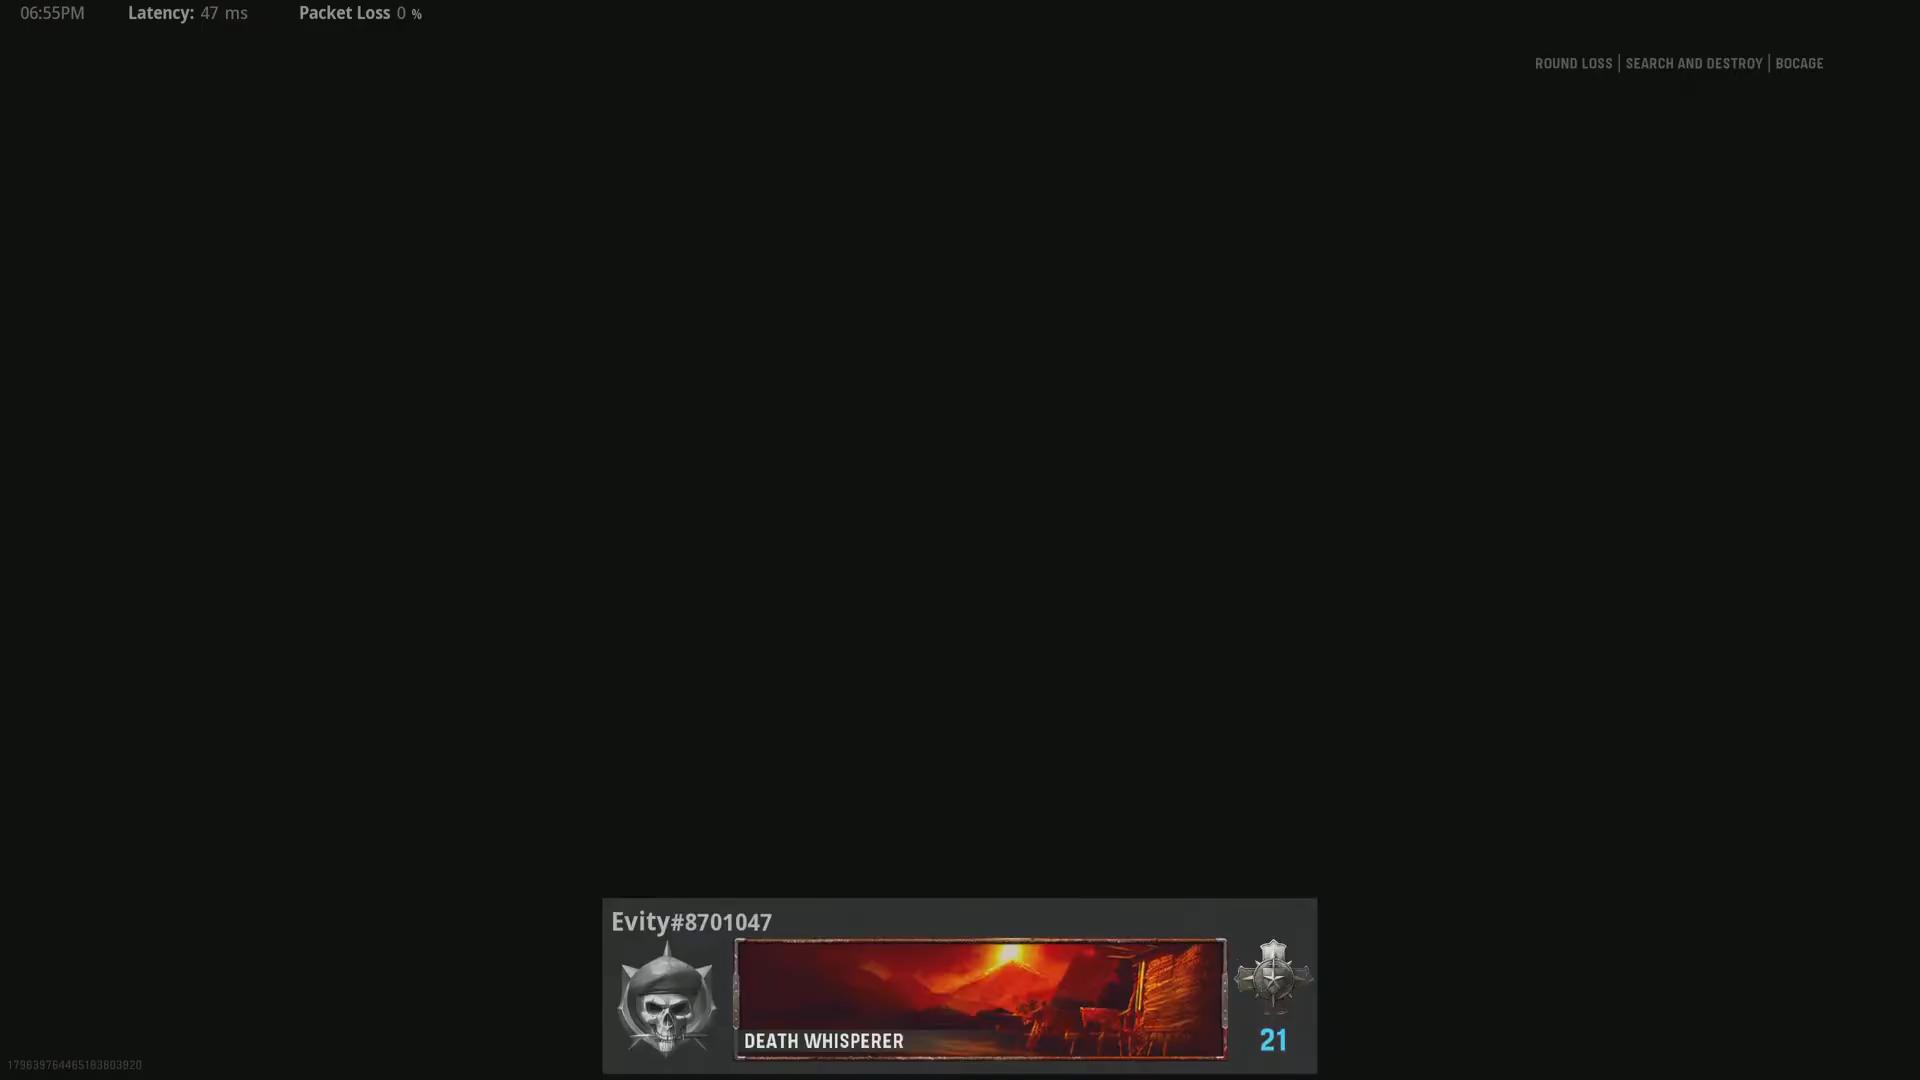 06:55PM Latency: 47 ms Packet Loss 0 %
ROUND LOSS | SEARCH AND DESTROY | BOCAGE
Evity#8701047
DEATH WHISPERER
21
179839764465183803920